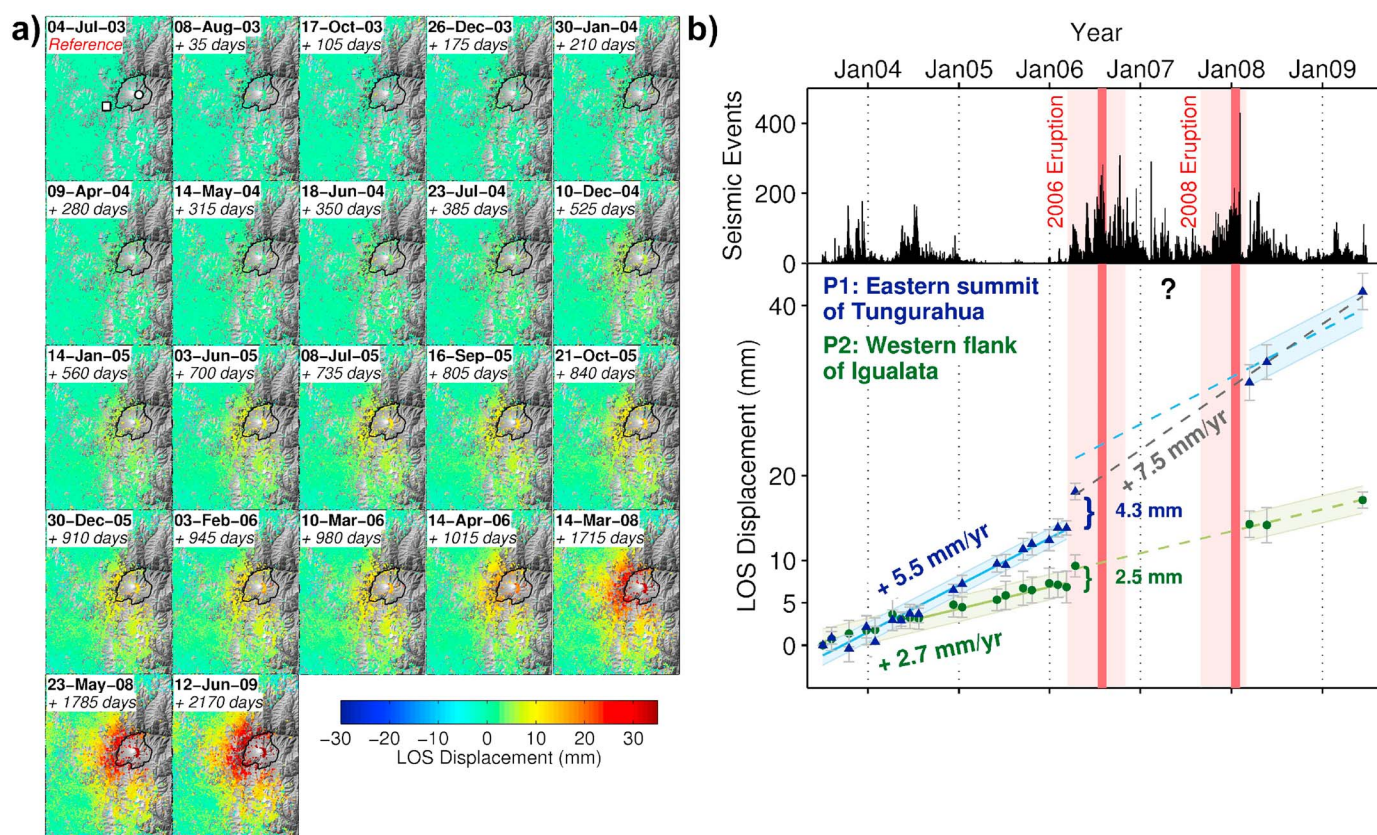 a)
04-Jul-03
Reference
08-Aug-03
+ 35 days
17-Oct-03
+ 105 days
26-Dec-03
+ 175 days
30-Jan-04
+ 210 days
09-Apr-04
+ 280 days
14-May-04
+ 315 days
18-Jun-04
+ 350 days
23-Jul-04
+ 385 days
10-Dec-04
+ 525 days
14-Jan-05
+ 560 days
03-Jun-05
+ 700 days
08-Jul-05
+ 735 days
16-Sep-05
+ 805 days
21-Oct-05
+ 840 days
30-Dec-05
+ 910 days
03-Feb-06
+ 945 days
10-Mar-06
+ 980 days
14-Apr-06
+ 1015 days
14-Mar-08
+ 1715 days
23-May-08
+ 1785 days
12-Jun-09
+ 2170 days
−30 −20 −10 0 10 20 30
LOS Displacement (mm)
b)
Year
Jan04 Jan05 Jan06 Jan07 Jan08 Jan09
Seismic Events
400
200
0
2006 Eruption
2008 Eruption
P1: Eastern summit
of Tungurahua
P2: Western flank
of Igualata
?
LOS Displacement (mm)
40
20
10
5
0
+ 5.5 mm/yr
+ 2.7 mm/yr
+ 7.5 mm/yr
} 4.3 mm
} 2.5 mm